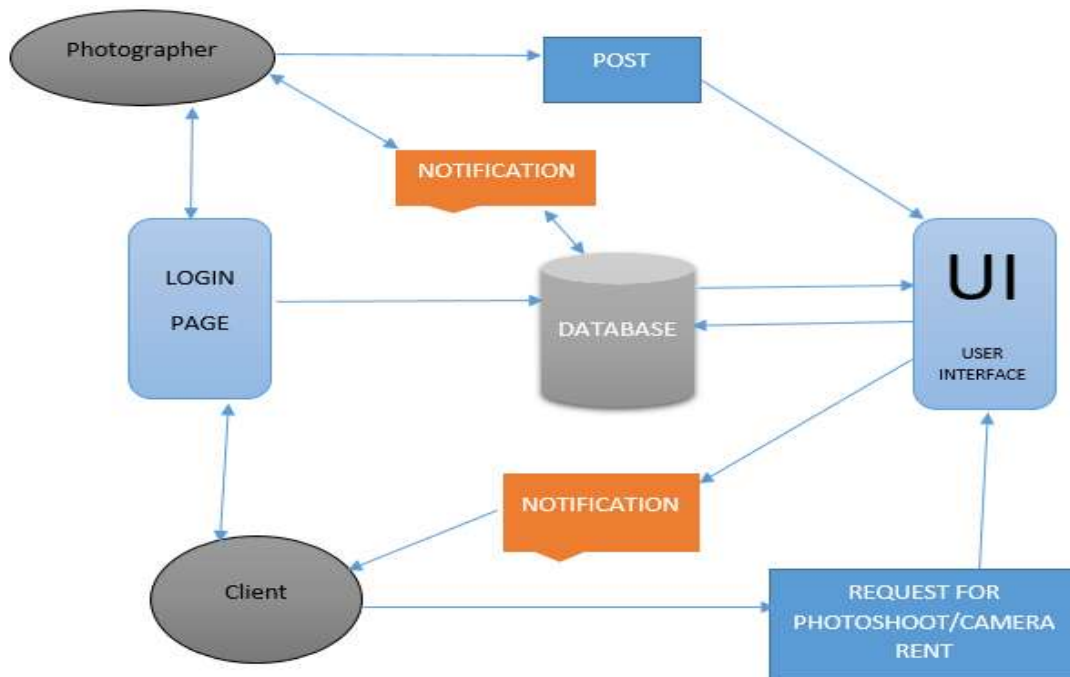 Photographer
POST
NOTIFICATION
LOGIN
PAGE
DATABASE
UI
USER
INTERFACE
NOTIFICATION
Client
REQUEST FOR
PHOTOSHOOT/CAMERA
RENT